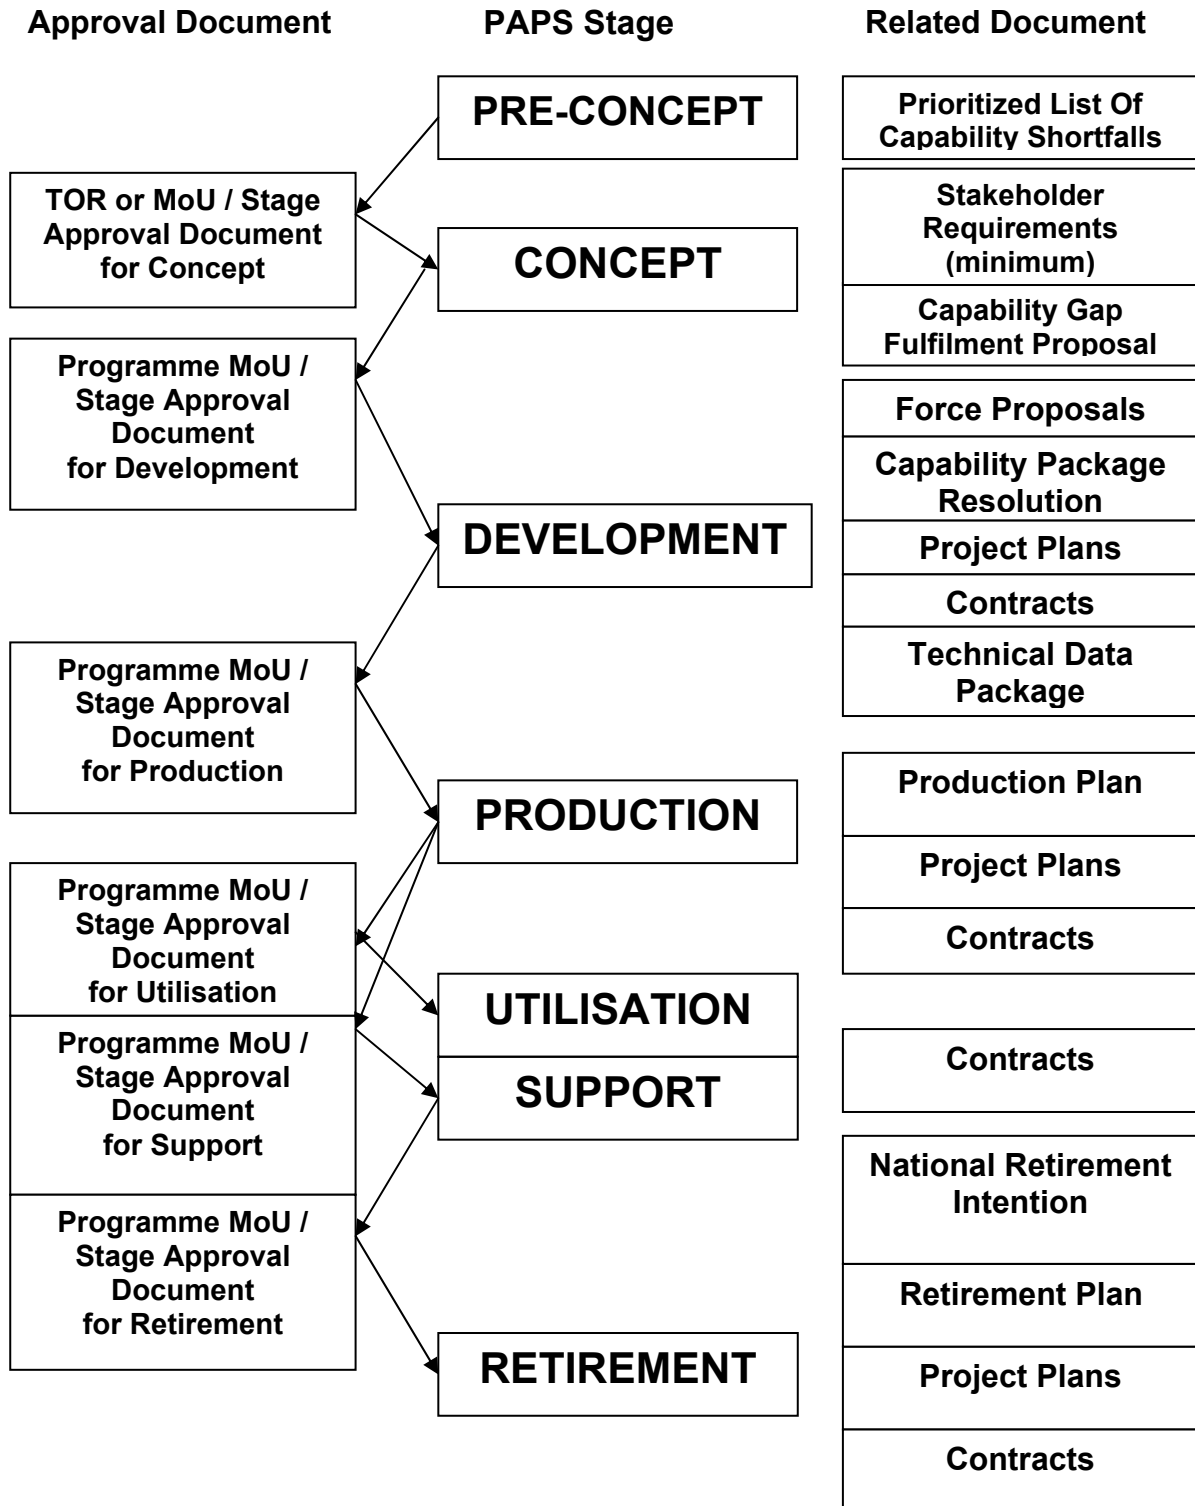 Approval Document
PAPS Stage
Related Document
PRE-CONCEPT
Prioritized List Of
Capability Shortfalls
TOR or MoU / Stage
Approval Document
for Concept
CONCEPT
Stakeholder
Requirements
(minimum)
Capability Gap
Fulfilment Proposal
Programme MoU /
Stage Approval
Document
for Development
Force Proposals
Capability Package
Resolution
DEVELOPMENT
Project Plans
Contracts
Technical Data
Package
Programme MoU /
Stage Approval
Document
for Production
PRODUCTION
Production Plan
Project Plans
Contracts
Programme MoU /
Stage Approval
Document
for Utilisation
UTILISATION
Programme MoU /
Stage Approval
Document
for Support
SUPPORT
Contracts
National Retirement
Intention
Programme MoU /
Stage Approval
Document
for Retirement
RETIREMENT
Retirement Plan
Project Plans
Contracts